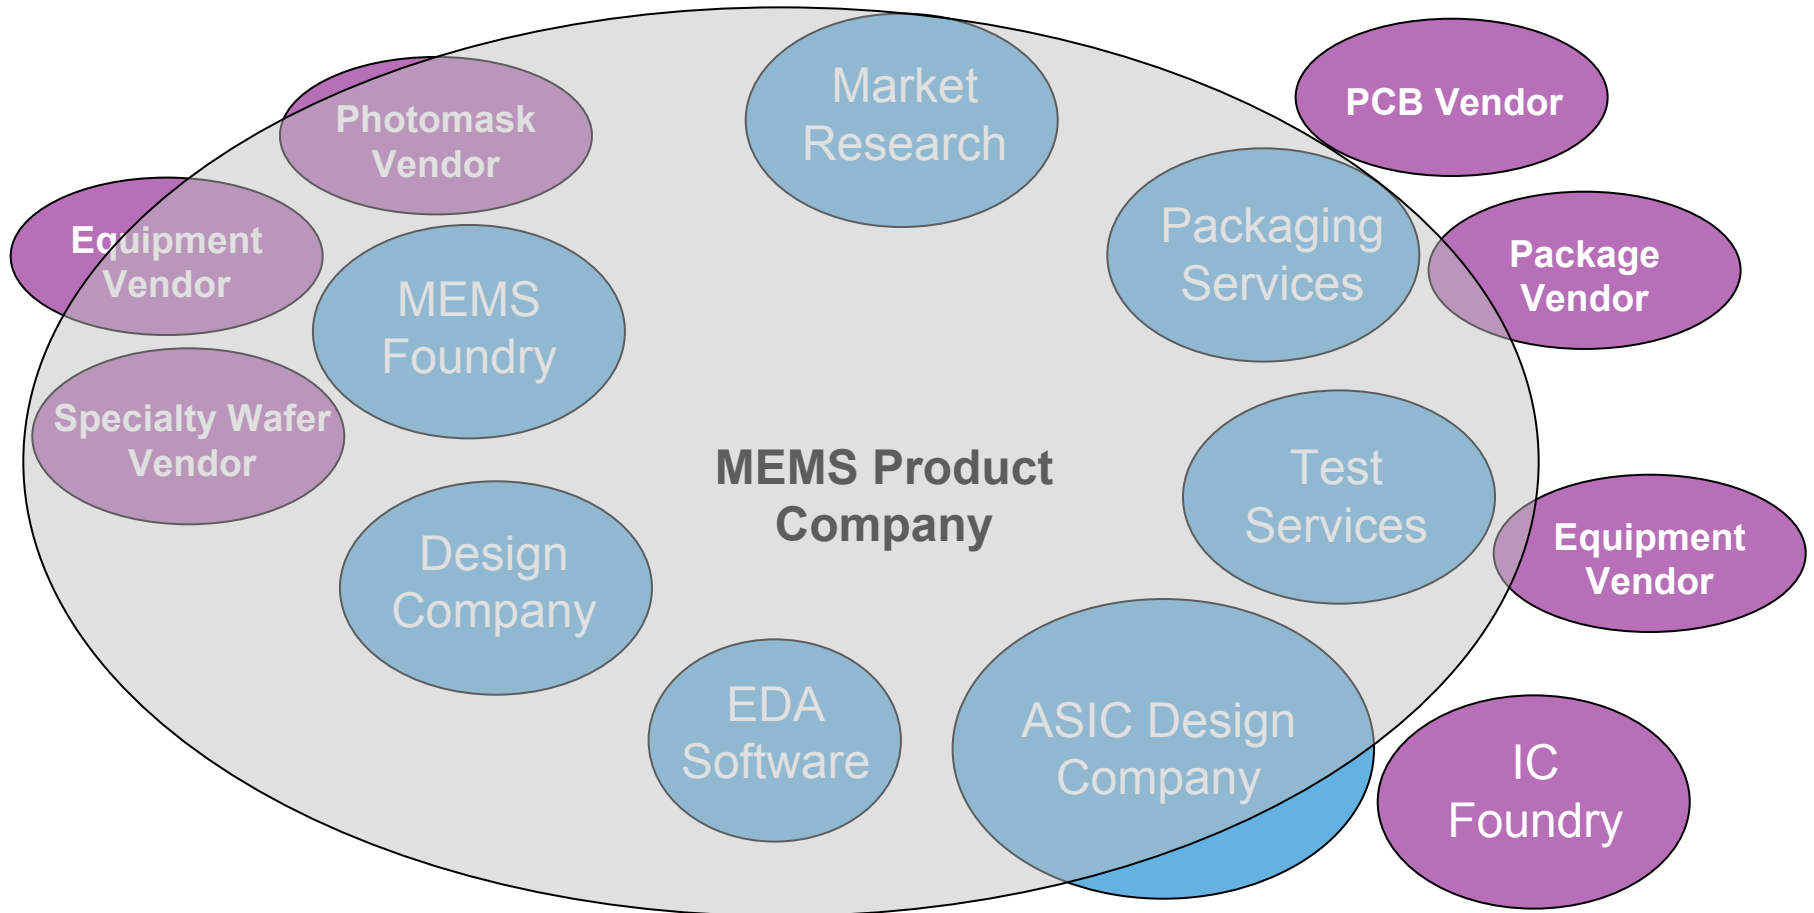 Market
Research
PCB Vendor
Photomask
Vendor
Packaging
Services
Equipment
Vendor
Package
Vendor
MEMS
Foundry
Specialty Wafer
Vendor
MEMS Product
Company
Test
Services
Design
Company
Equipment
Vendor
EDA
Software
ASIC Design
Company
IC
Foundry